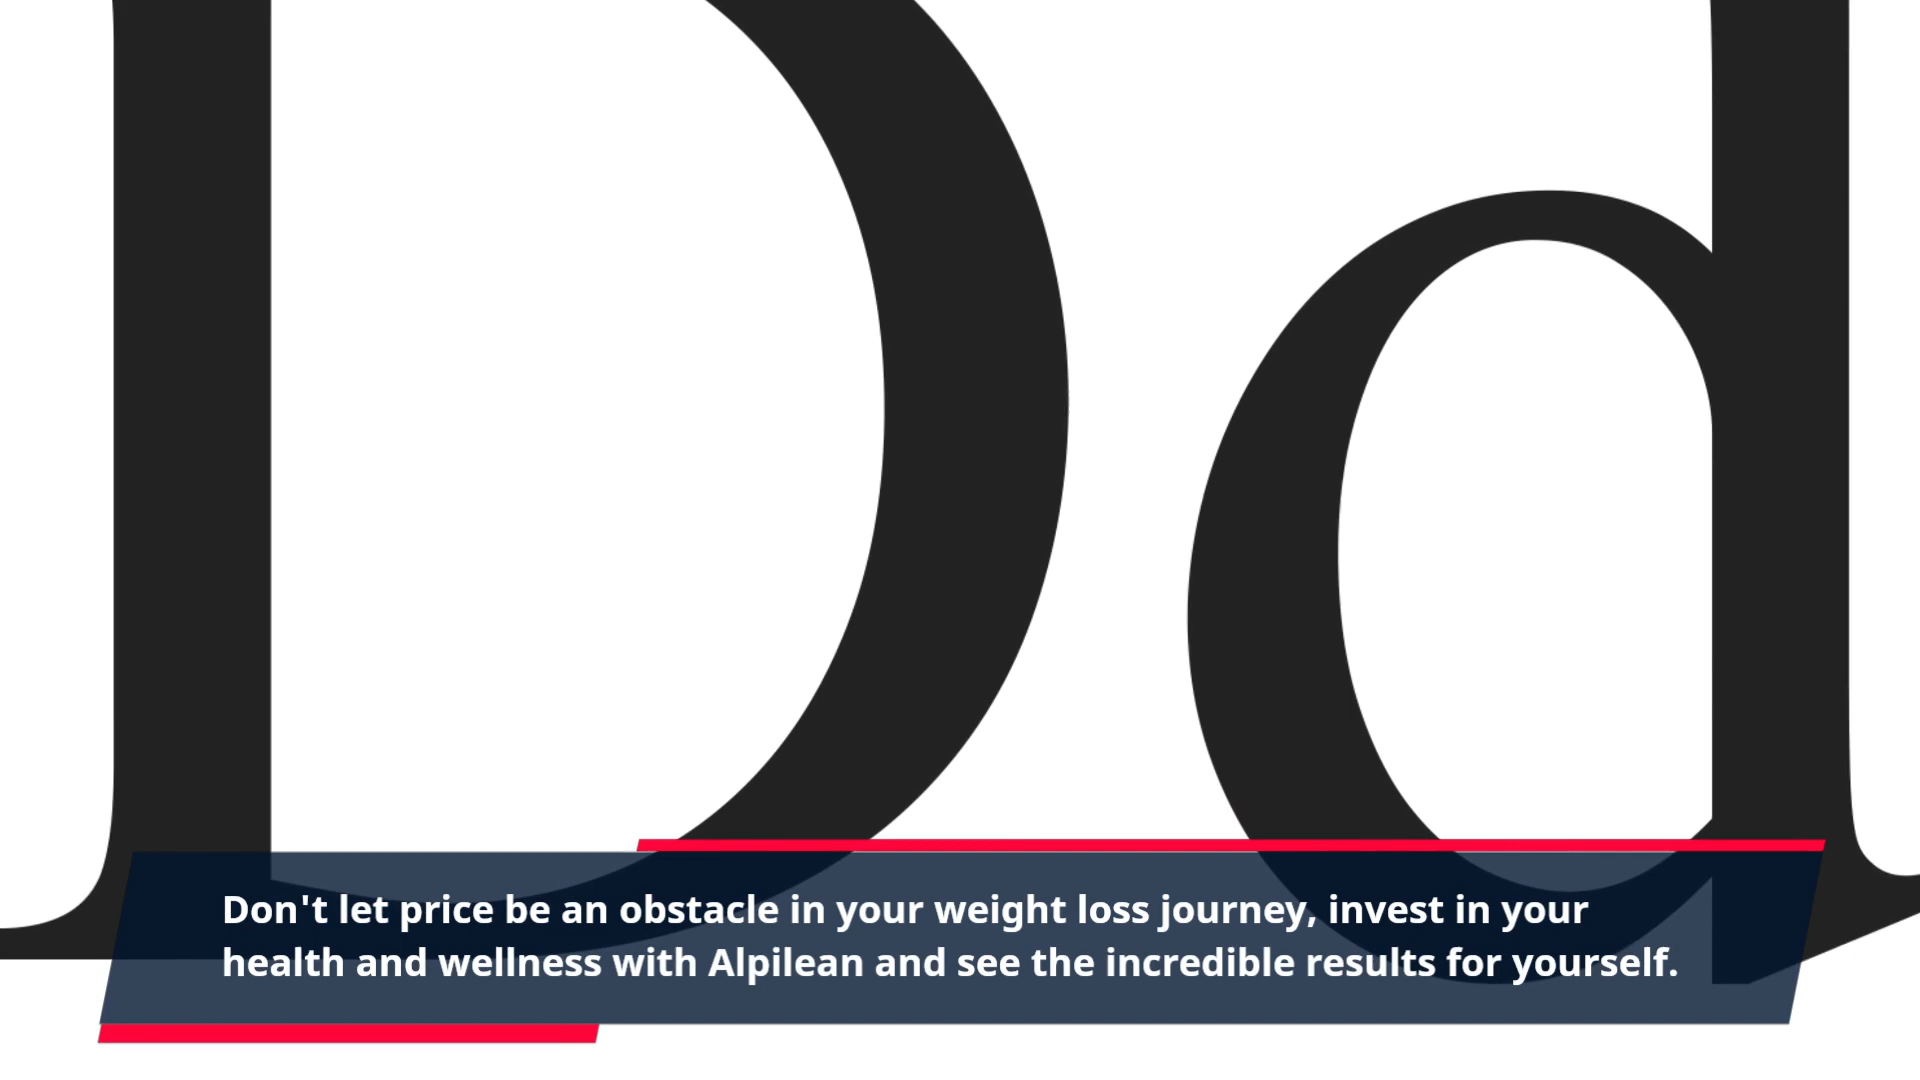 Dd
Don't let price be an obstacle in your weight loss journey, invest in your
health and wellness with Alpilean and see the incredible results for yourself.